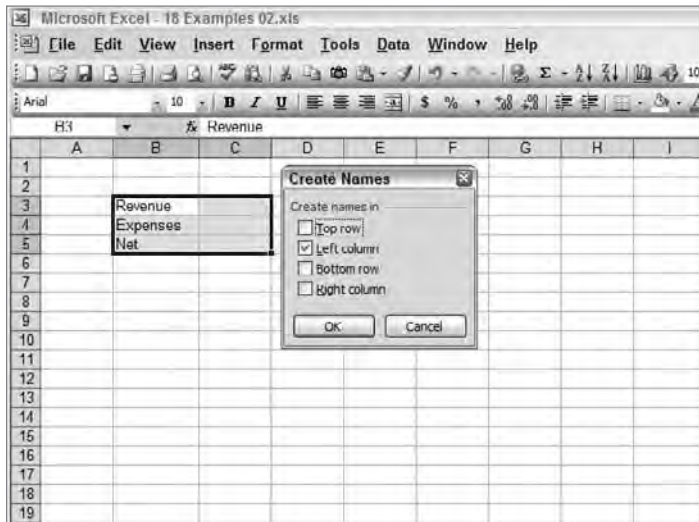 Microsoft Excel - 18 Examples 02.xls
File Edit View Insert Format Tools Data Window Help
Arial 10 B I U $ % ,
B3 fx Revenue
A B C D E F G H I
1
2
3 Revenue
4 Expenses
5 Net
6
7
8
9
10
11
12
13
14
15
16
17
18
19
Create Names
Create names in
Top row
Left column
Bottom row
Right column
OK Cancel